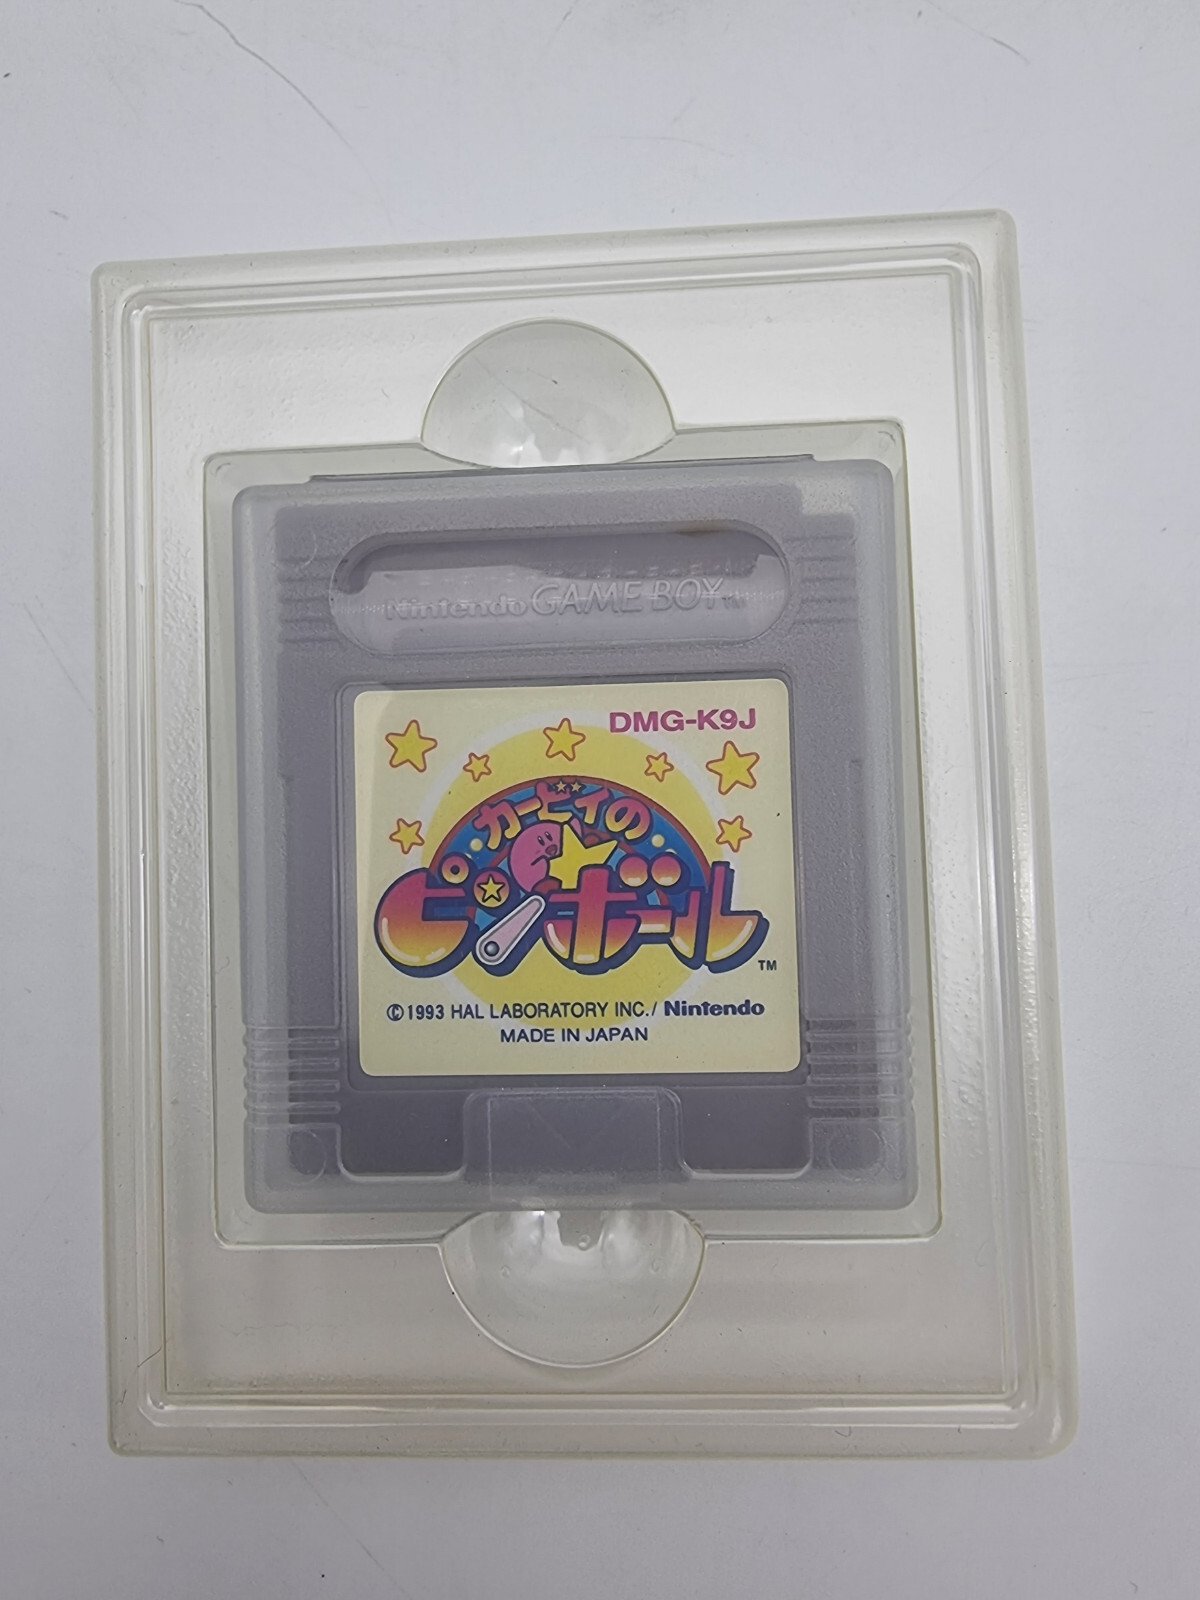 Nintendo GAME BOY TM
DMG-K9J
カービィの
ピンボール TM
©1993 HAL LABORATORY INC./ Nintendo
MADE IN JAPAN